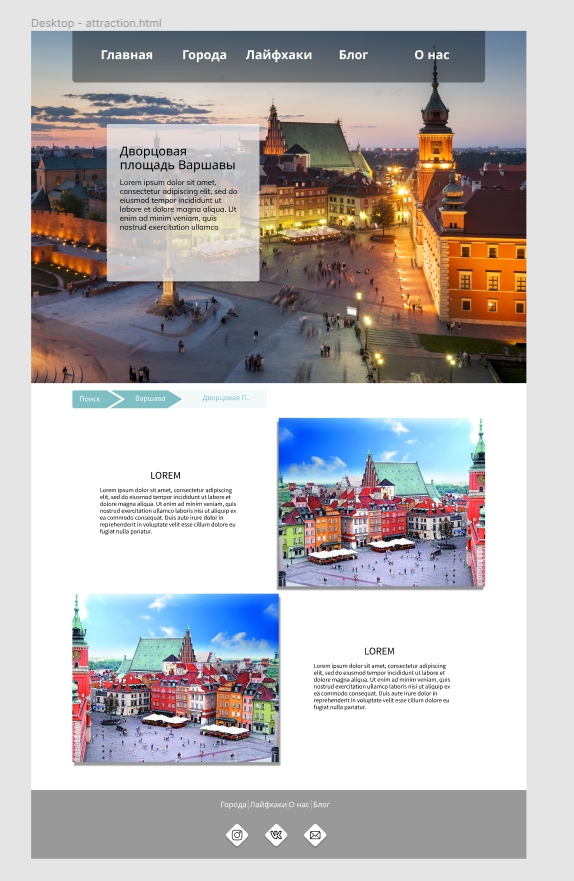 Desktop - attraction.html
Главная Города Лайфхаки Блог О нас
Дворцовая
площадь Варшавы
Lorem ipsum dolor sit amet,
consectetur adipiscing elit, sed do
eiusmod tempor incididunt ut
labore et dolore magna aliqua. Ut
enim ad minim veniam, quis
nostrud exercitation ullamco
Поиск Варшава Дворцовая П..
LOREM
Lorem ipsum dolor sit amet, consectetur adipiscing
elit, sed do eiusmod tempor incididunt ut labore et
dolore magna aliqua. Ut enim ad minim veniam, quis
nostrud exercitation ullamco laboris nisi ut aliquip ex
ea commodo consequat. Duis aute irure dolor in
reprehenderit in voluptate velit esse cillum dolore eu
fugiat nulla pariatur.
LOREM
Lorem ipsum dolor sit amet, consectetur adipiscing
elit, sed do eiusmod tempor incididunt ut labore et
dolore magna aliqua. Ut enim ad minim veniam, quis
nostrud exercitation ullamco laboris nisi ut aliquip ex
ea commodo consequat. Duis aute irure dolor in
reprehenderit in voluptate velit esse cillum dolore eu
fugiat nulla pariatur.
Города|Лайфхаки|О нас|Блог